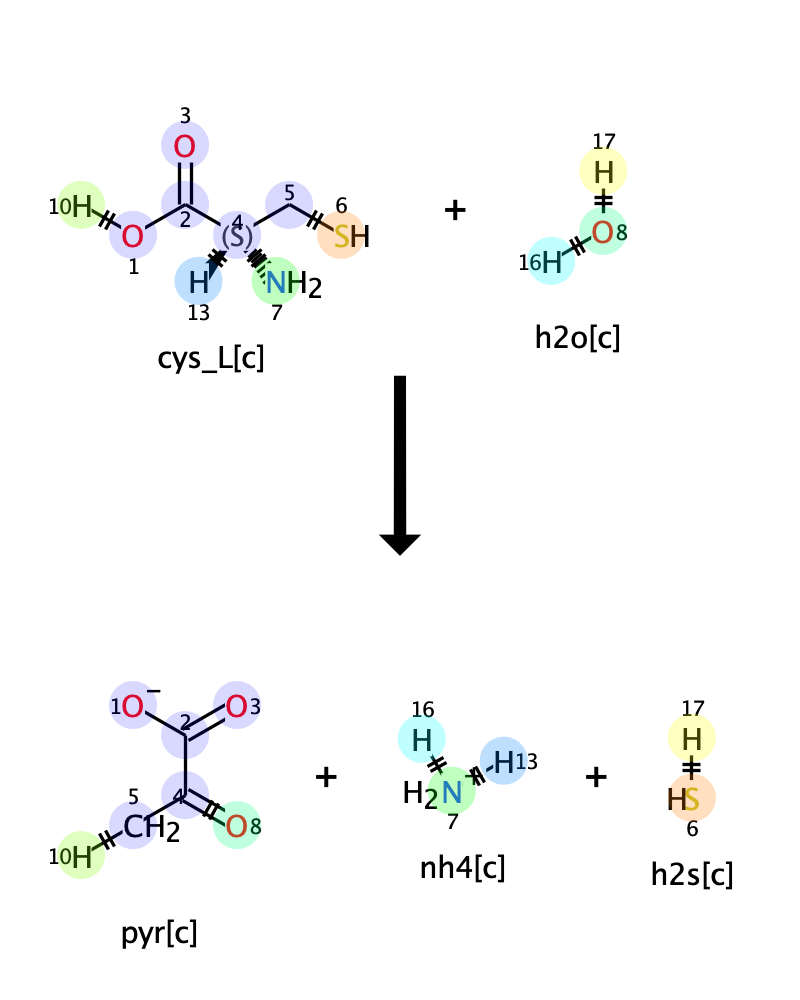 3
17
H
O
5
6
10H
O
2
4
(S)
SH
+
O8
1
H
NH2
16H
13
7
cys_L[c]
h2o[c]
1O−
2
O3
16
17
H
H13
H
5
4
+
H2N
+
HS
CH2
O8
7
6
10H
nh4[c]
h2s[c]
pyr[c]